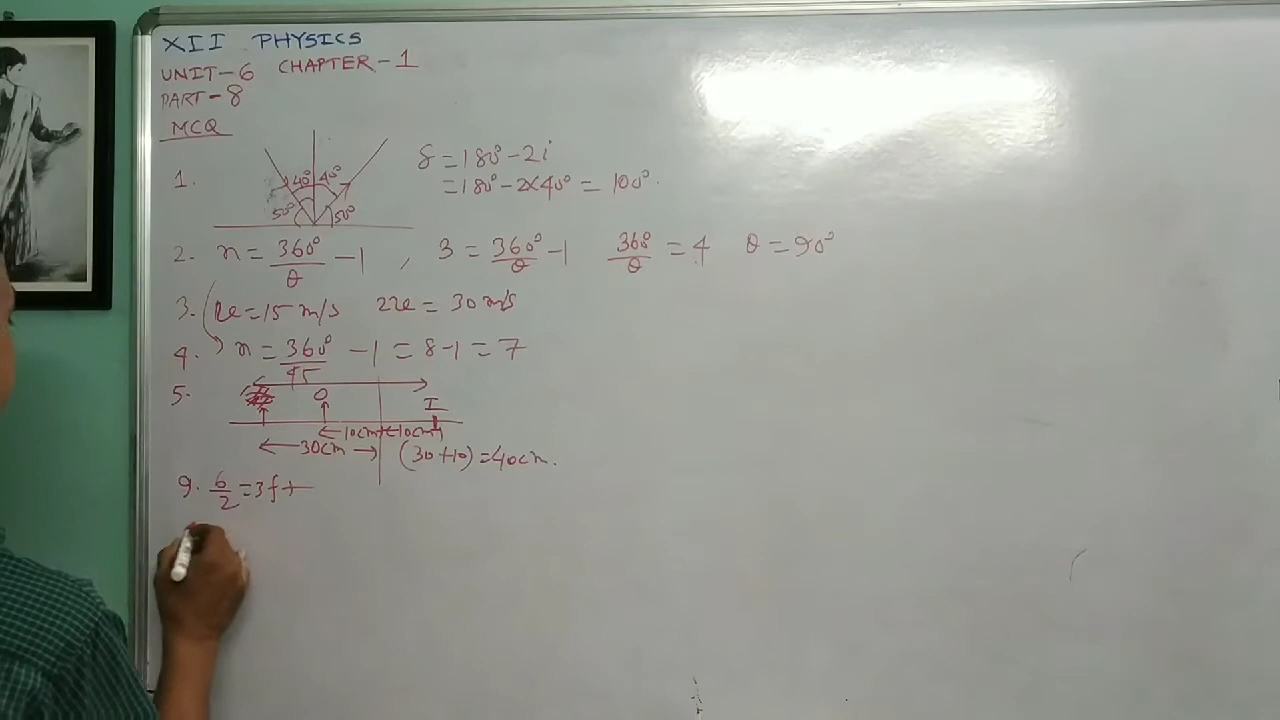 XII PHYSICS
UNIT-6 CHAPTER-1
PART-8
MCQ
1. 40° 40° 50° 50° δ = 180° - 2i
= 180° - 2×40° = 100°.
2. n = 360°/θ - 1 , 3 = 360°/θ - 1 360°/θ = 4 θ = 90°
3. u = 15 m/s 2u = 30 m/s
4. n = 360°/45 - 1 = 8-1 = 7
5. O I
10cm 10cm
30cm (30+10) = 40cm.
9. 6/2 = 3ft